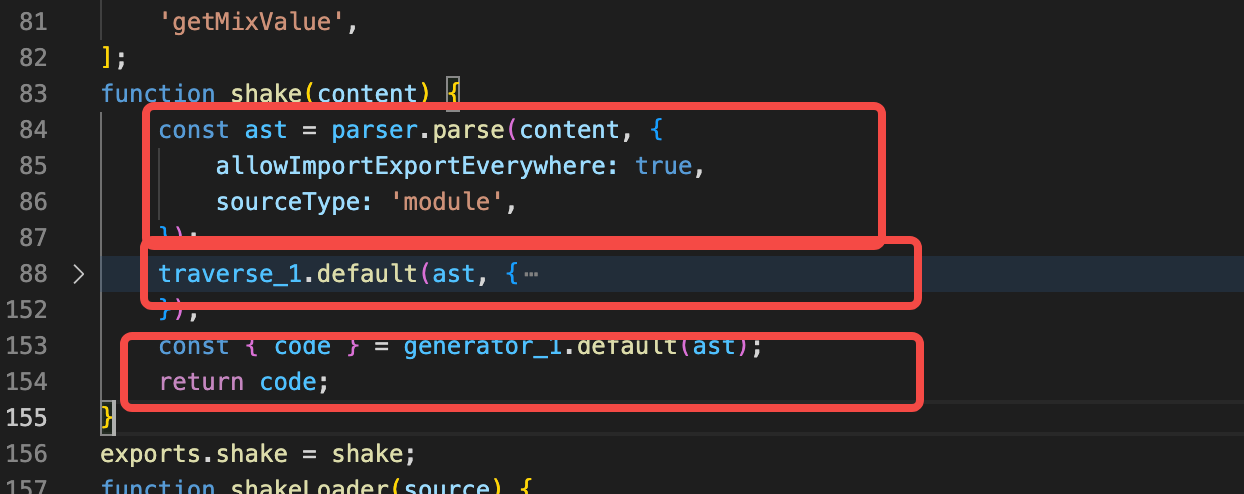 81 'getMixValue',
82 ];
83 function shake(content) {
84 const ast = parser.parse(content, {
85 allowImportExportEverywhere: true,
86 sourceType: 'module',
87 });
88 > traverse_1.default(ast, {⋯
152 });
153 const { code } = generator_1.default(ast);
154 return code;
155 }
156 exports.shake = shake;
157 function shakeLoader(source) {